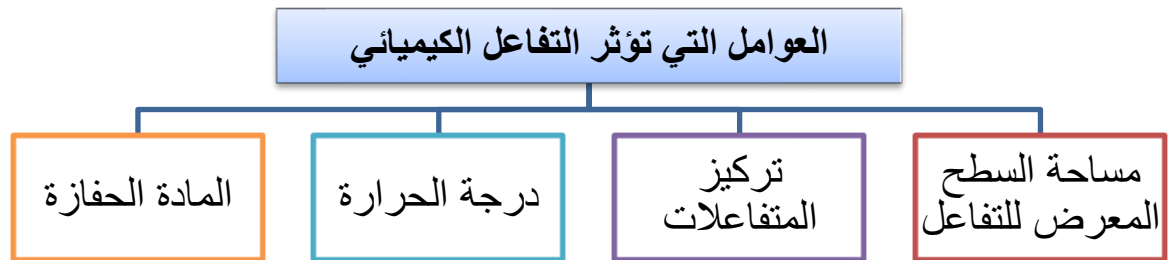 العوامل التي تؤثر التفاعل الكيميائي
مساحة السطح
المعرض للتفاعل
تركيز
المتفاعلات
درجة الحرارة
المادة الحفازة